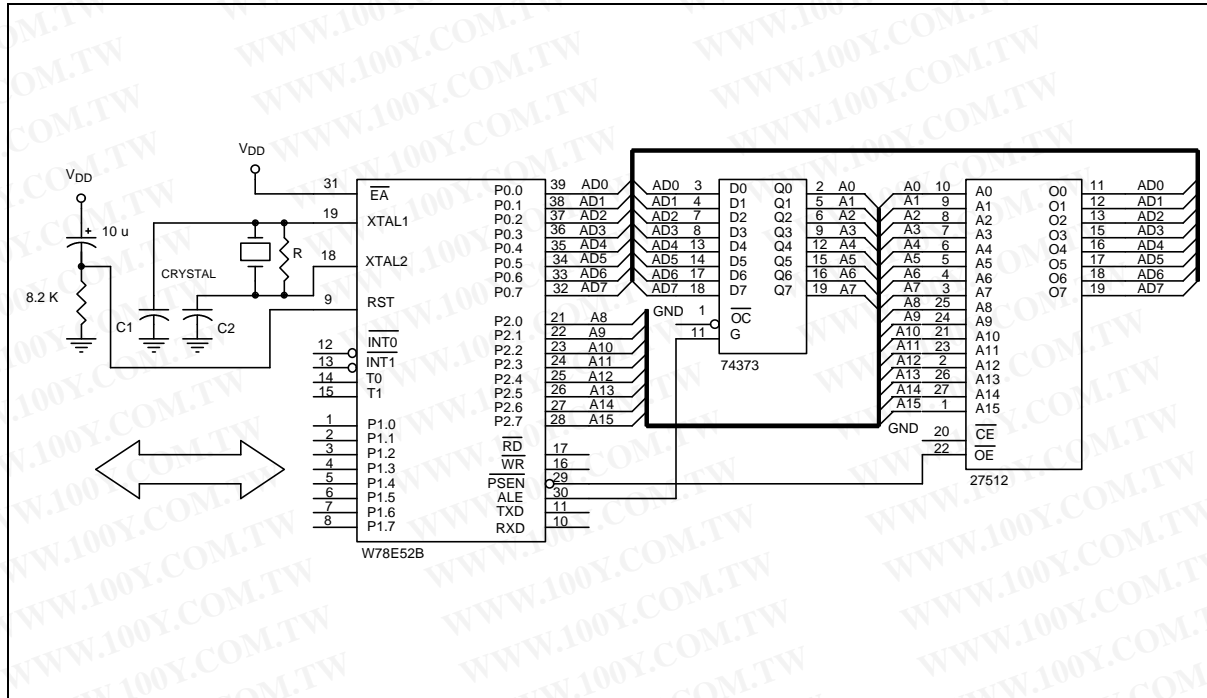 VDD
10 u
8.2 K
VDD
CRYSTAL
R
C1
C2
31 EA
19 XTAL1
18 XTAL2
9 RST
12 INT0
13 INT1
14 T0
15 T1
1 P1.0
2 P1.1
3 P1.2
4 P1.3
5 P1.4
6 P1.5
7 P1.6
8 P1.7
P0.0 39 AD0
P0.1 38 AD1
P0.2 37 AD2
P0.3 36 AD3
P0.4 35 AD4
P0.5 34 AD5
P0.6 33 AD6
P0.7 32 AD7
P2.0 21 A8
P2.1 22 A9
P2.2 23 A10
P2.3 24 A11
P2.4 25 A12
P2.5 26 A13
P2.6 27 A14
P2.7 28 A15
RD 17
WR 16
PSEN 29
ALE 30
TXD 11
RXD 10
W78E52B
AD0 3 D0 Q0 2 A0
AD1 4 D1 Q1 5 A1
AD2 7 D2 Q2 6 A2
AD3 8 D3 Q3 9 A3
AD4 13 D4 Q4 12 A4
AD5 14 D5 Q5 15 A5
AD6 17 D6 Q6 16 A6
AD7 18 D7 Q7 19 A7
GND 1 OC
11 G
74373
A0 10 A0 O0 11 AD0
A1 9 A1 O1 12 AD1
A2 8 A2 O2 13 AD2
A3 7 A3 O3 15 AD3
A4 6 A4 O4 16 AD4
A5 5 A5 O5 17 AD5
A6 4 A6 O6 18 AD6
A7 3 A7 O7 19 AD7
A8 25 A8
A9 24 A9
A10 21 A10
A11 23 A11
A12 2 A12
A13 26 A13
A14 27 A14
A15 1 A15
GND 20 CE
22 OE
27512
WWW.100Y.COM.TW